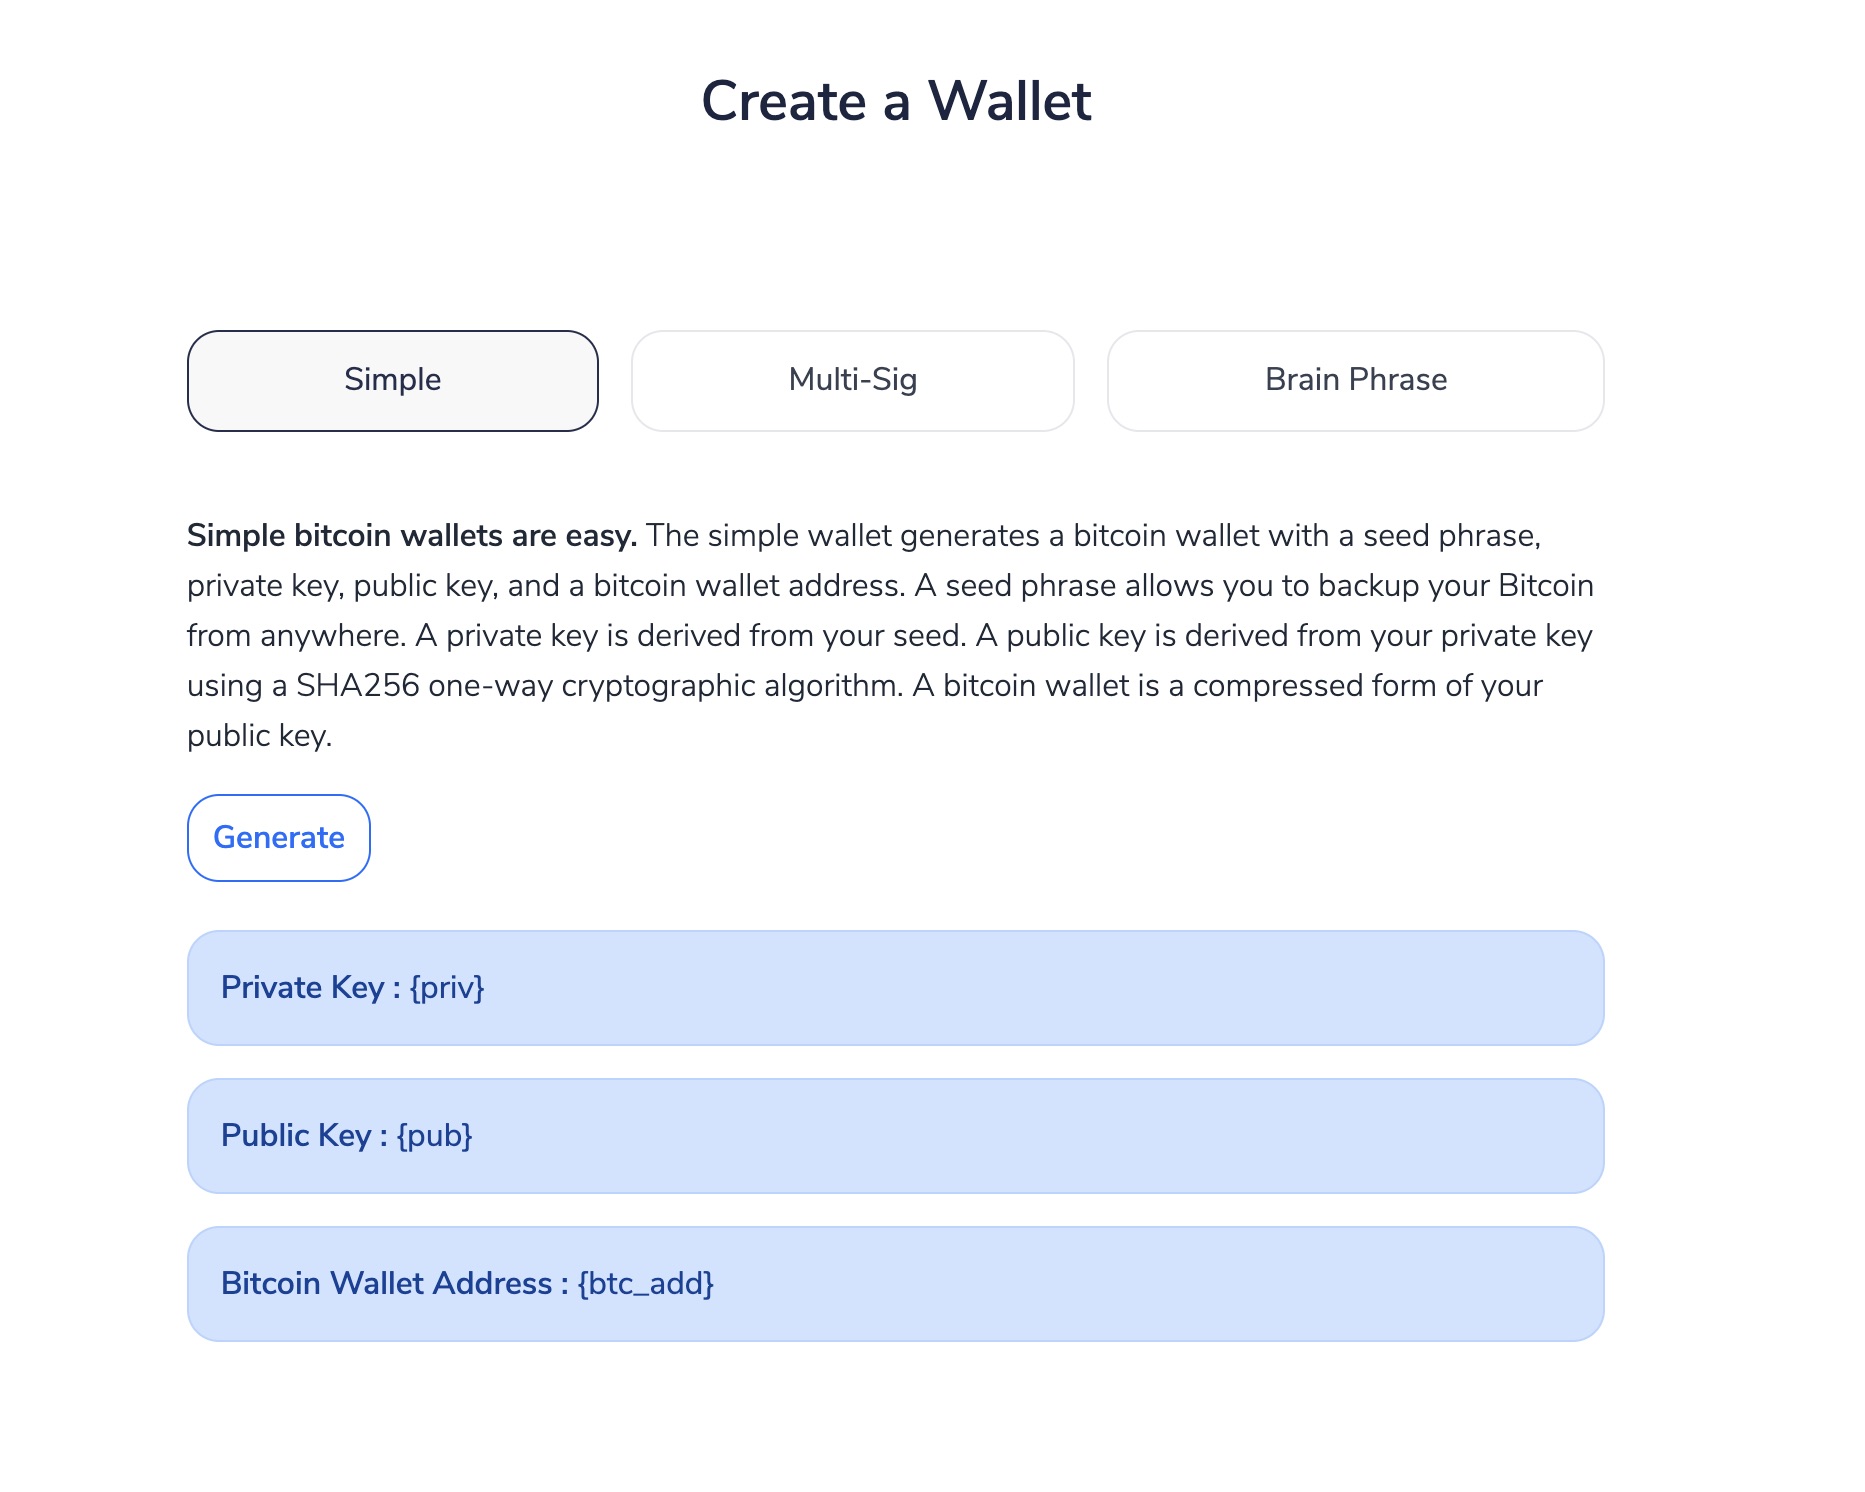 Create a Wallet
Simple
Multi-Sig
Brain Phrase
Simple bitcoin wallets are easy. The simple wallet generates a bitcoin wallet with a seed phrase,
private key, public key, and a bitcoin wallet address. A seed phrase allows you to backup your Bitcoin
from anywhere. A private key is derived from your seed. A public key is derived from your private key
using a SHA256 one-way cryptographic algorithm. A bitcoin wallet is a compressed form of your
public key.
Generate
Private Key : {priv}
Public Key : {pub}
Bitcoin Wallet Address : {btc_add}